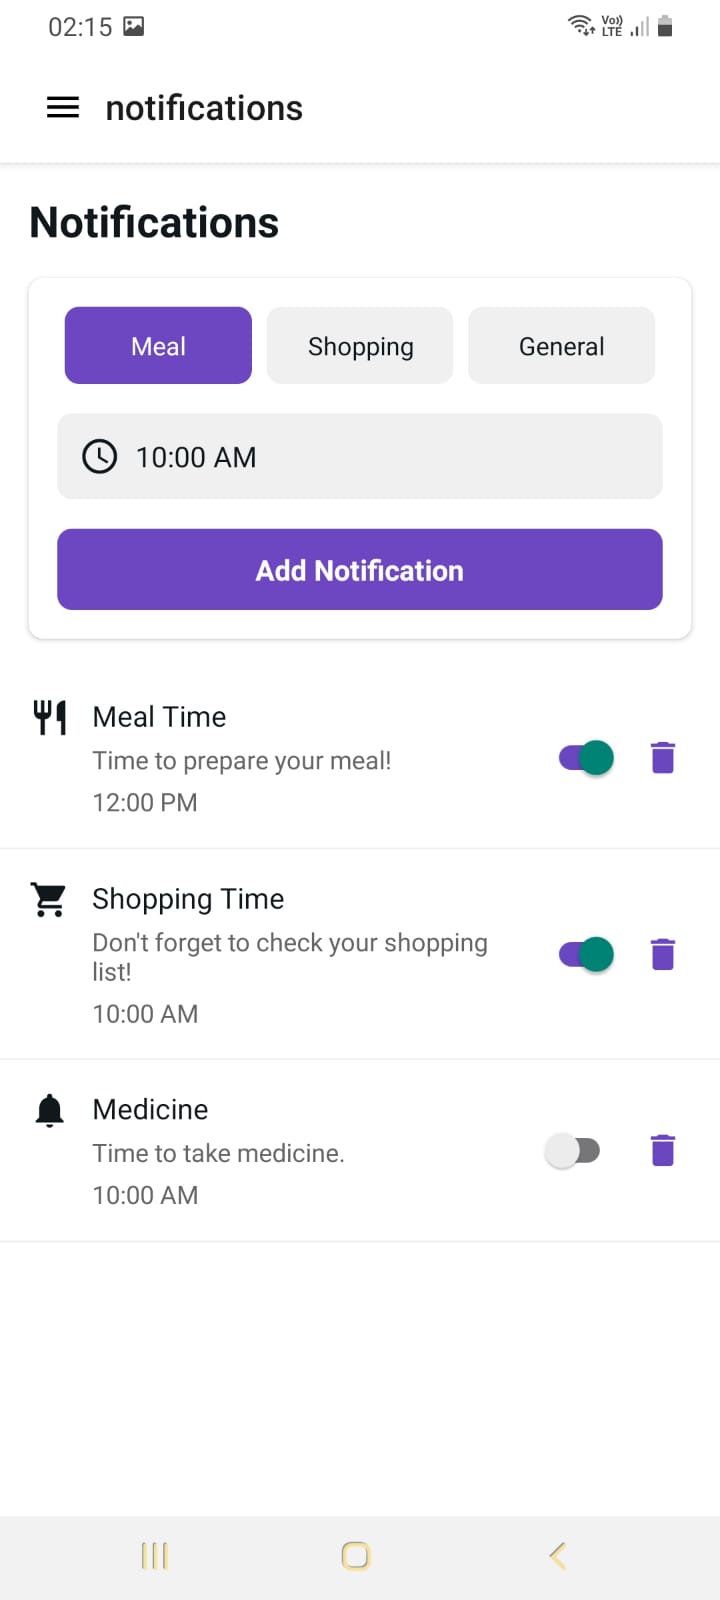 02:15
Vo)) LTE
notifications
Notifications
Meal Shopping General
10:00 AM
Add Notification
Meal Time
Time to prepare your meal!
12:00 PM
Shopping Time
Don't forget to check your shopping
list!
10:00 AM
Medicine
Time to take medicine.
10:00 AM